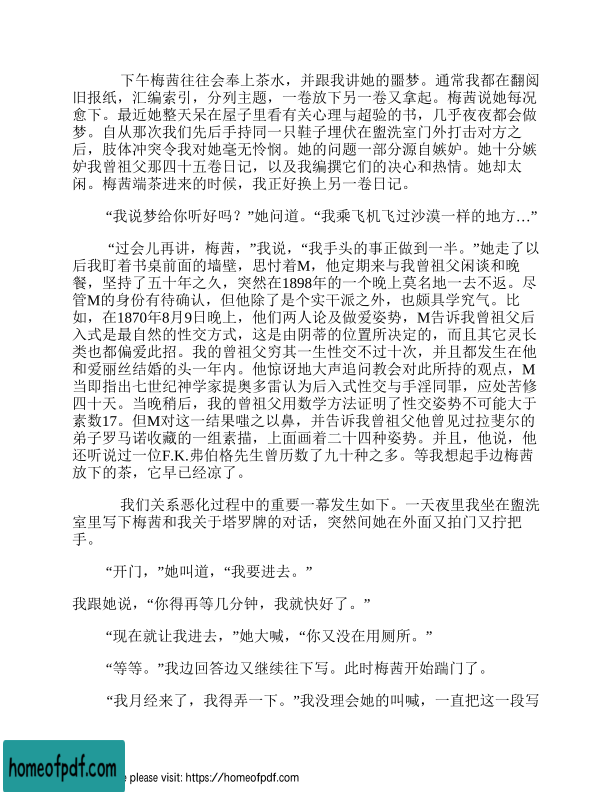 下午梅茜往往会奉上茶水，并跟我讲她的噩梦。通常我都在翻阅
旧报纸，汇编索引，分列主题，一卷放下另一卷又拿起。梅茜说她每况
愈下。最近她整天呆在屋子里看有关心理与超验的书，几乎夜夜都会做
梦。自从那次我们先后手持同一只鞋子埋伏在盥洗室门外打击对方之
后，肢体冲突令我对她毫无怜悯。她的问题一部分源自嫉妒。她十分嫉
妒我曾祖父那四十五卷日记，以及我编撰它们的决心和热情。她却太
闲。梅茜端茶进来的时候，我正好换上另一卷日记。
“我说梦给你听好吗？”她问道。“我乘飞机飞过沙漠一样的地方…”
“过会儿再讲，梅茜，”我说，“我手头的事正做到一半。”她走了以
后我盯着书桌前面的墙壁，思忖着M，他定期来与我曾祖父闲谈和晚
餐，坚持了五十年之久，突然在1898年的一个晚上莫名地一去不返。尽
管M的身份有待确认，但他除了是个实干派之外，也颇具学究气。比
如，在1870年8月9日晚上，他们两人论及做爱姿势，M告诉我曾祖父后
入式是最自然的性交方式，这是由阴蒂的位置所决定的，而且其它灵长
类也都偏爱此招。我的曾祖父穷其一生性交不过十次，并且都发生在他
和爱丽丝结婚的头一年内。他惊讶地大声追问教会对此所持的观点，M
当即指出七世纪神学家提奥多雷认为后入式性交与手淫同罪，应处苦修
四十天。当晚稍后，我的曾祖父用数学方法证明了性交姿势不可能大于
素数17。但M对这一结果嗤之以鼻，并告诉我曾祖父他曾见过拉斐尔的
弟子罗马诺收藏的一组素描，上面画着二十四种姿势。并且，他说，他
还听说过一位F.K.弗伯格先生曾历数了九十种之多。等我想起手边梅茜
放下的茶，它早已经凉了。
我们关系恶化过程中的重要一幕发生如下。一天夜里我坐在盥洗
室里写下梅茜和我关于塔罗牌的对话，突然间她在外面又拍门又拧把
手。
“开门，”她叫道，“我要进去。”
我跟她说，“你得再等几分钟，我就快好了。”
“现在就让我进去，”她大喊，“你又没在用厕所。”
“等等。”我边回答边又继续往下写。此时梅茜开始踹门了。
“我月经来了，我得弄一下。”我没理会她的叫喊，一直把这一段写
homeofpdf.com
please visit: https://homeofpdf.com